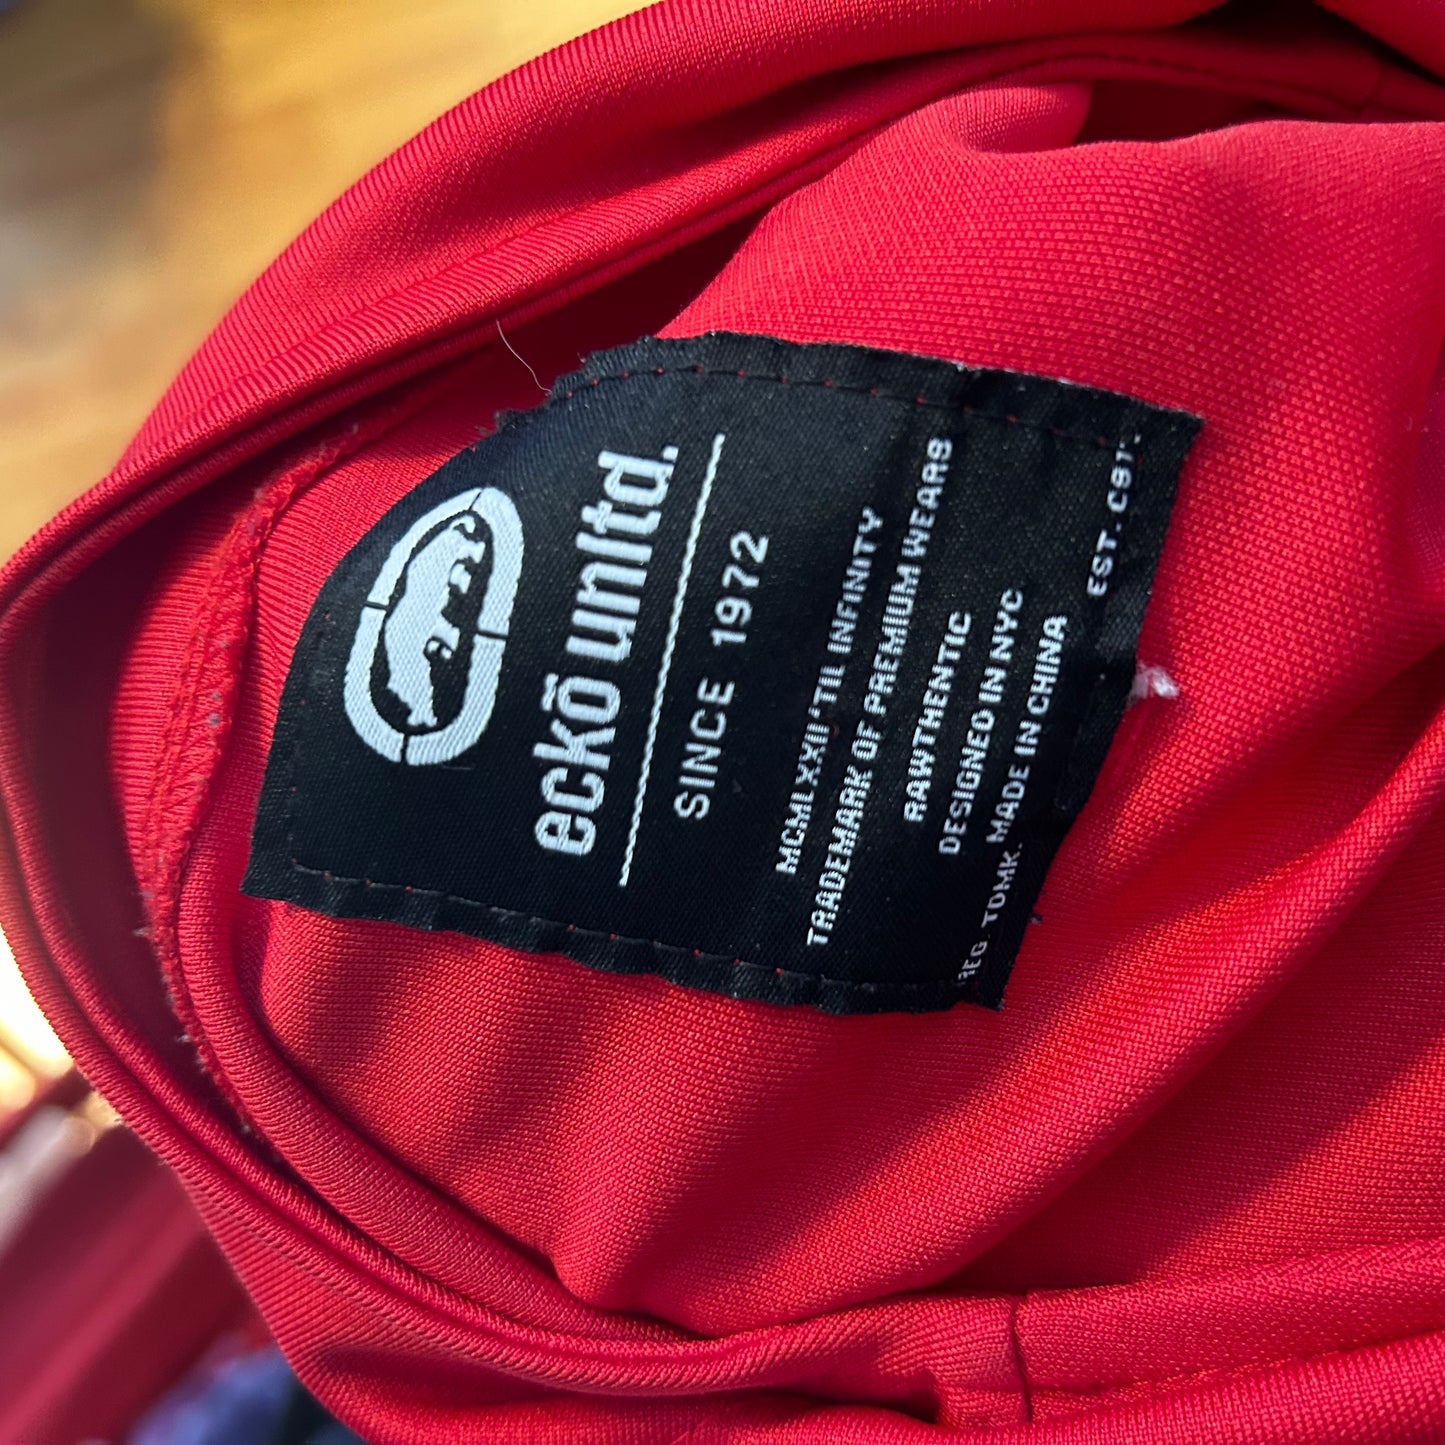 eckō unltd.
SINCE 1972
MCMLXXII 'TIL INFINITY
TRADEMARK OF PREMIUM WEARS
RAWTHENTIC
DESIGNED IN NYC
REG. TDMK. MADE IN CHINA
EST.